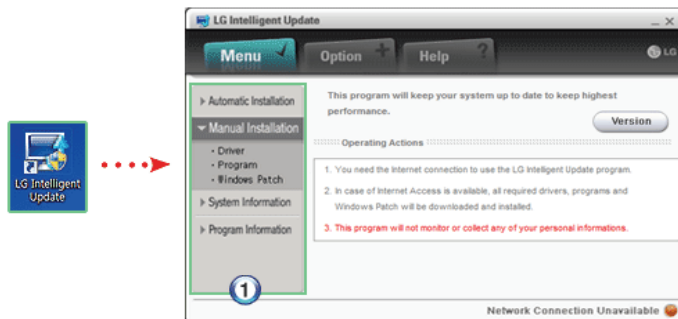 LG Intelligent Update
Menu
Option
Help
LG
Automatic Installation
Manual Installation
· Driver
· Program
· Windows Patch
System Information
Program Information
1
This program will keep your system up to date to keep highest
performance.
Version
Operating Actions
1. You need the Internet connection to use the LG Intelligent Update program.
2. In case of Internet Access is available, all required drivers, programs and
Windows Patch will be downloaded and installed.
3. This program will not monitor or collect any of your personal informations.
Network Connection Unavailable
LG Intelligent
Update